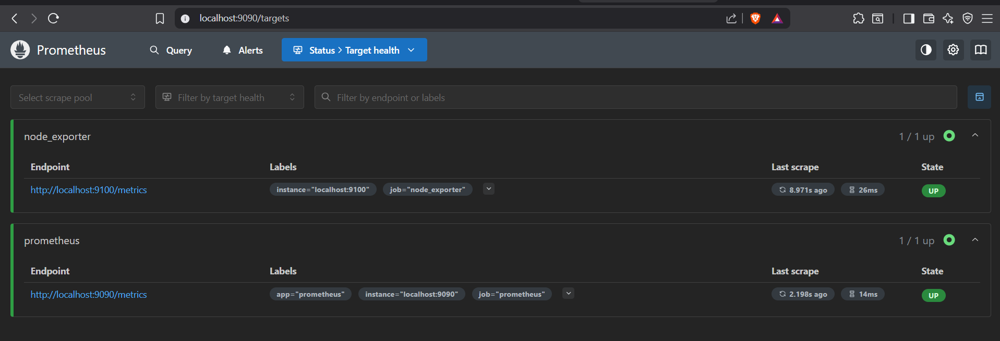 localhost:9090/targets
Prometheus Query Alerts Status > Target health
Select scrape pool Filter by target health Filter by endpoint or labels
node_exporter 1 / 1 up
Endpoint Labels Last scrape State
http://localhost:9100/metrics instance="localhost:9100" job="node_exporter" 8.971s ago 26ms UP
prometheus 1 / 1 up
Endpoint Labels Last scrape State
http://localhost:9090/metrics app="prometheus" instance="localhost:9090" job="prometheus" 2.198s ago 14ms UP